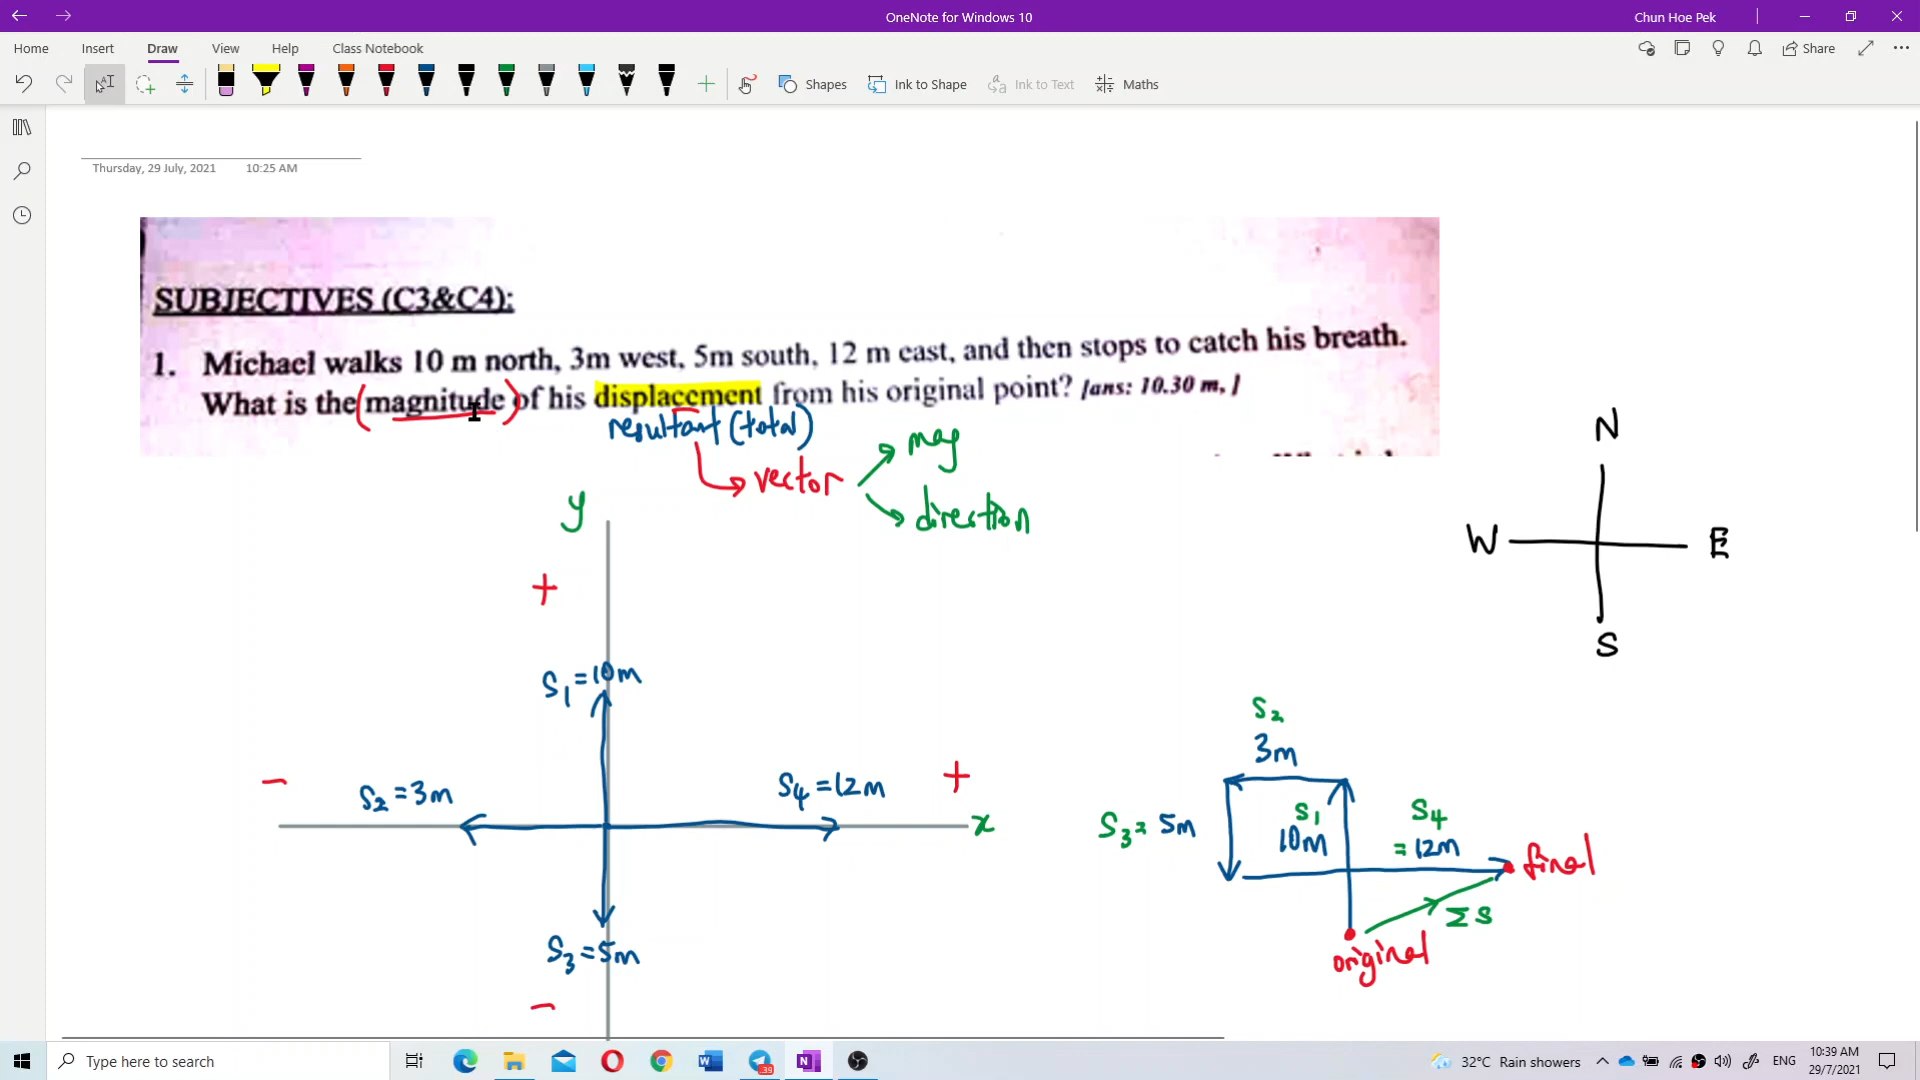 OneNote for Windows 10
Chun Hoe Pek
Home Insert Draw View Help Class Notebook
Share
Shapes Ink to Shape Ink to Text Maths
Thursday, 29 July, 2021 10:25 AM
SUBJECTIVES (C3&C4):
1. Michael walks 10 m north, 3m west, 5m south, 12 m east, and then stops to catch his breath.
What is the (magnitude) of his displacement from his original point? [ans: 10.30 m, ]
resultant (total)
mag
vector
direction
N
W E
S
y
+
S1 = 10m
- S2 = 3m S4 = 12m +
x
S3 = 5m
-
S2
3m
S3 = 5m S1 S4
10m = 12m final
ΣS
original
Type here to search
39
32°C Rain showers
ENG
10:39 AM
29/7/2021